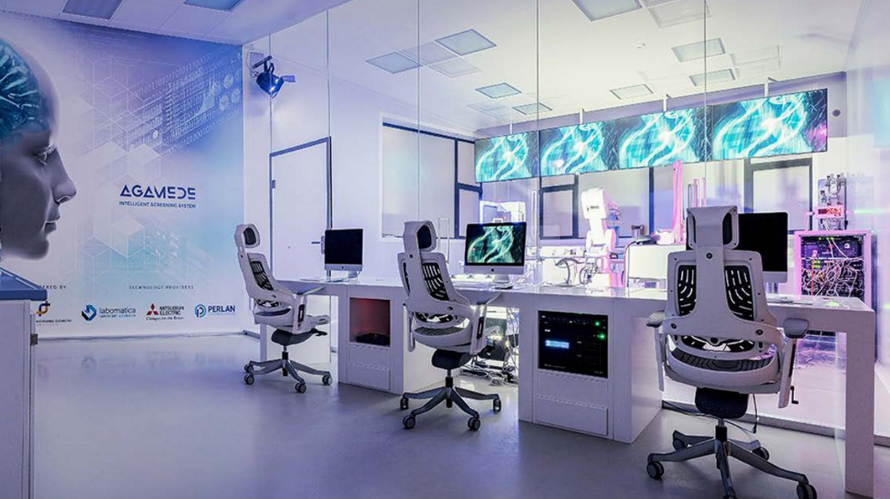 AGAMEDE
INTELLIGENT SCREENING SYSTEM
TECHNOLOGY PROVIDERS
labomatica
MITSUBISHI
ELECTRIC
Changes for the Better
PERLAN